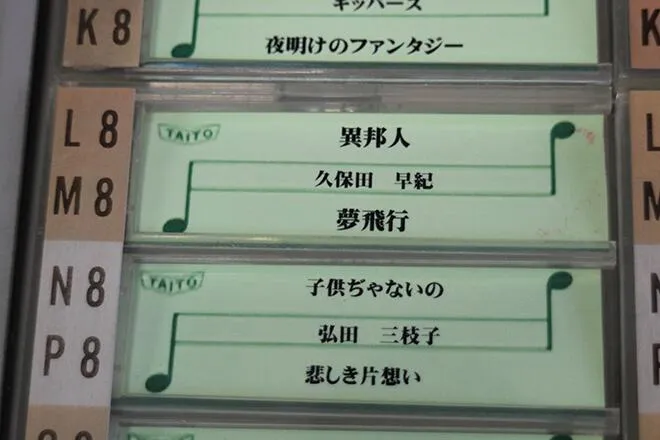 キッパーズ
K8
夜明けのファンタジー
L8
TAITO
異邦人
久保田 早紀
M8
夢飛行
N8
TAITO
子供ぢゃないの
弘田 三枝子
P8
悲しき片想い